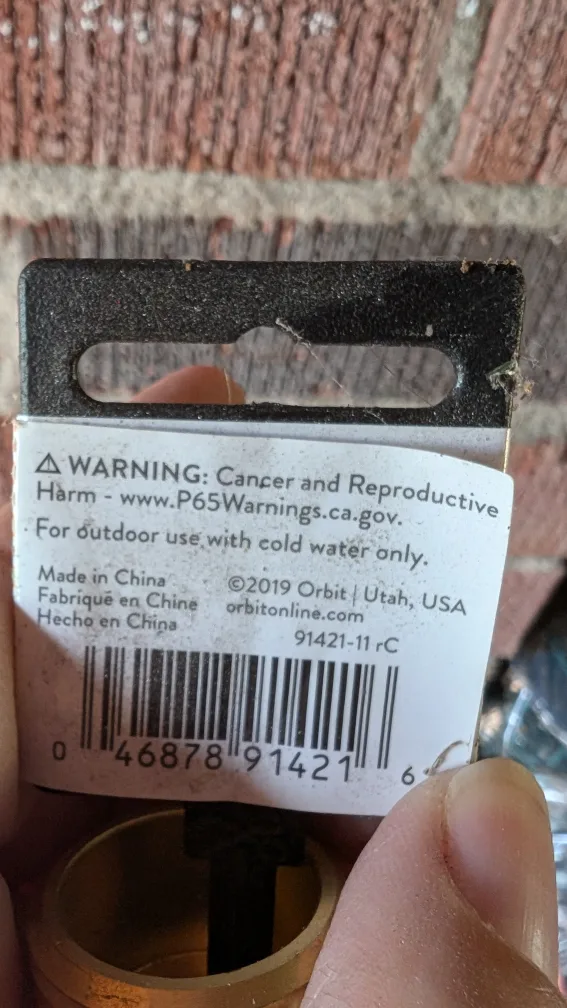 ⚠WARNING: Cancer and Reproductive
Harm - www.P65Warnings.ca.gov.
For outdoor use with cold water only.
Made in China
Fabriqué en Chine
Hecho en China
©2019 Orbit | Utah, USA
orbitonline.com
91421-11 rC
0 46878 91421 6